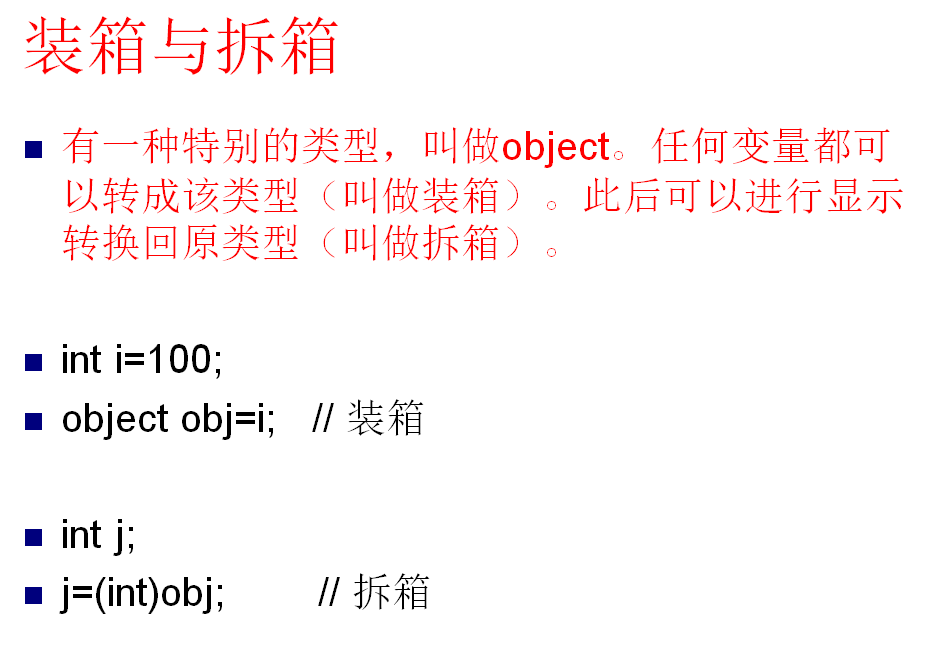 装箱与拆箱
有一种特别的类型，叫做object。任何变量都可
以转成该类型（叫做装箱）。此后可以进行显示
转换回原类型（叫做拆箱）。
int i=100;
object obj=i; // 装箱
int j;
j=(int)obj; // 拆箱